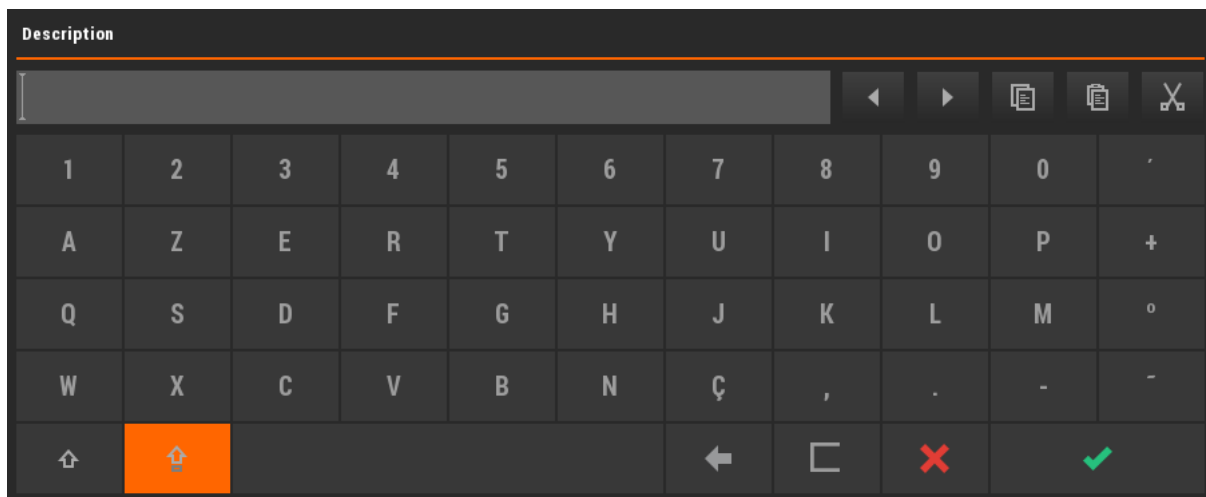 Description
1 2 3 4 5 6 7 8 9 0 ´
A Z E R T Y U I O P +
Q S D F G H J K L M º
W X C V B N Ç , . - ~